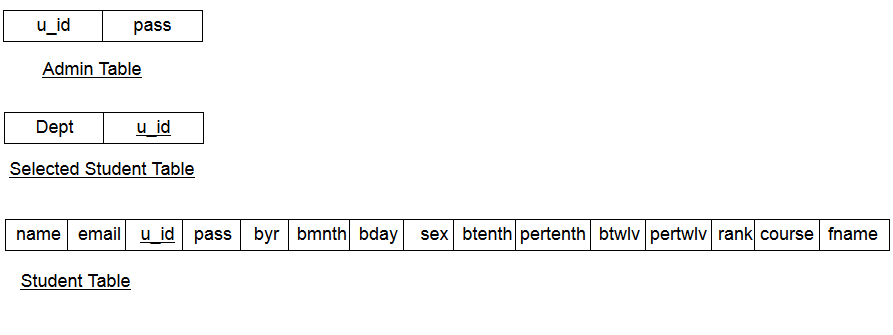 u_id pass
Admin Table
Dept u_id
Selected Student Table
name email u_id pass byr bmnth bday sex btenth pertenth btwlv pertwlv rank course fname
Student Table